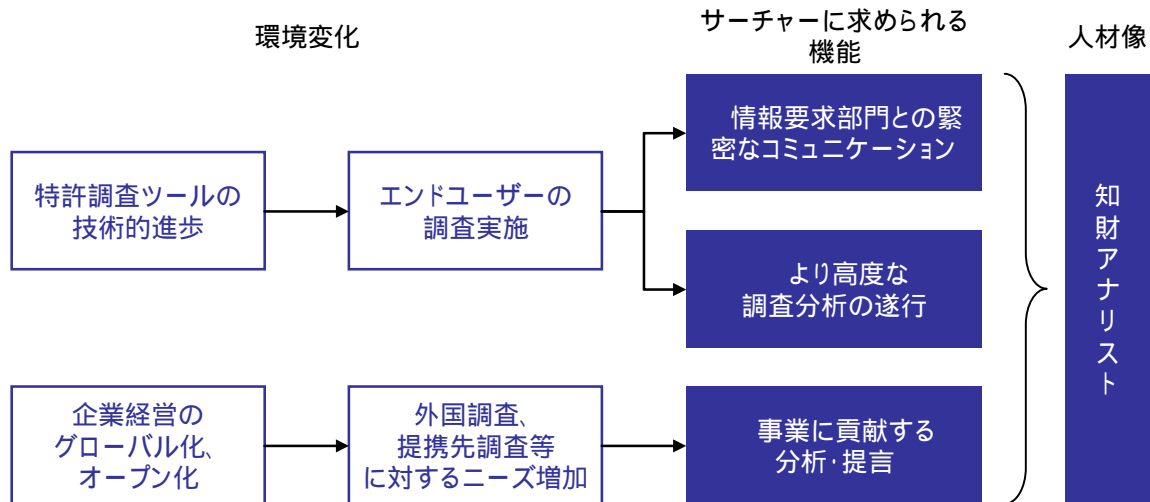 環境変化
サーチャーに求められる
機能
人材像
特許調査ツールの
技術的進歩
エンドユーザーの
調査実施
情報要求部門との緊
密なコミュニケーション
より高度な
調査分析の遂行
企業経営の
グローバル化、
オープン化
外国調査、
提携先調査等
に対するニーズ増加
事業に貢献する
分析・提言
知財アナリスト